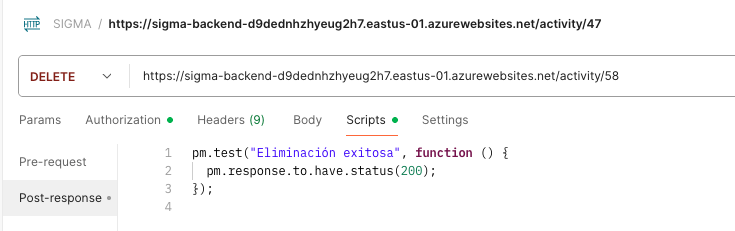 HTTP SIGMA / https://sigma-backend-d9dednhzhyeug2h7.eastus-01.azurewebsites.net/activity/47
DELETE https://sigma-backend-d9dednhzhyeug2h7.eastus-01.azurewebsites.net/activity/58
Params Authorization Headers (9) Body Scripts Settings
Pre-request
Post-response
1 pm.test("Eliminación exitosa", function () {
2 pm.response.to.have.status(200);
3 });
4